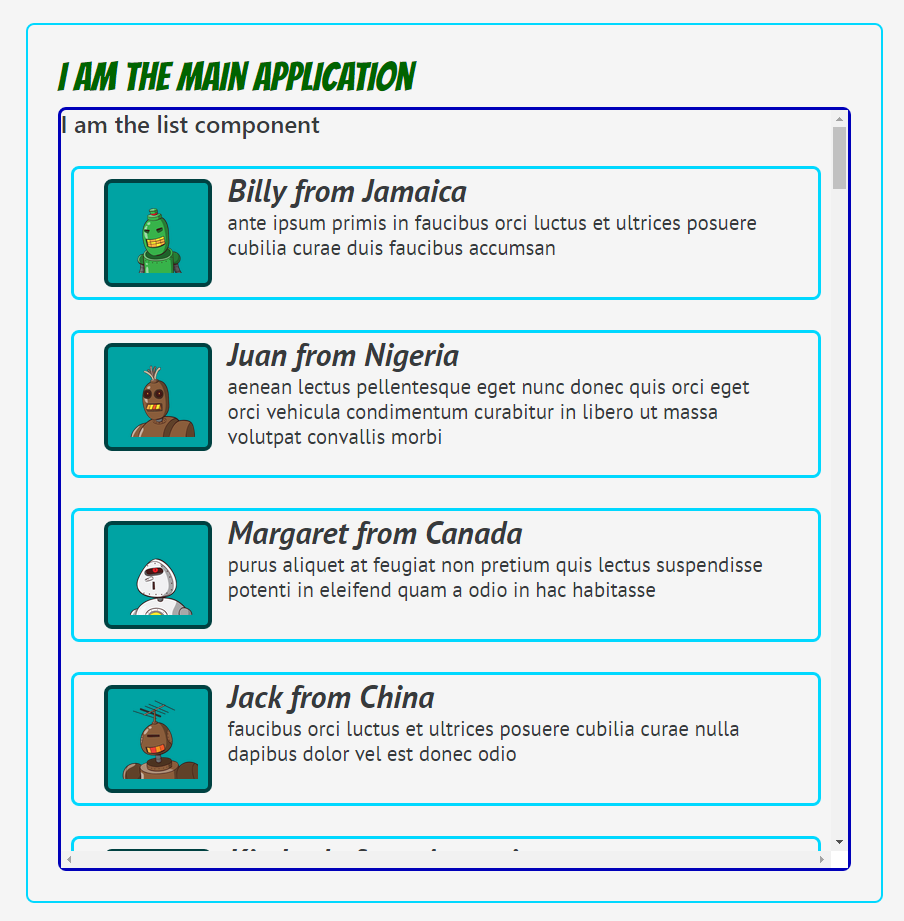 I AM THE MAIN APPLICATION
I am the list component
Billy from Jamaica
ante ipsum primis in faucibus orci luctus et ultrices posuere
cubilia curae duis faucibus accumsan
Juan from Nigeria
aenean lectus pellentesque eget nunc donec quis orci eget
orci vehicula condimentum curabitur in libero ut massa
volutpat convallis morbi
Margaret from Canada
purus aliquet at feugiat non pretium quis lectus suspendisse
potenti in eleifend quam a odio in hac habitasse
Jack from China
faucibus orci luctus et ultrices posuere cubilia curae nulla
dapibus dolor vel est donec odio